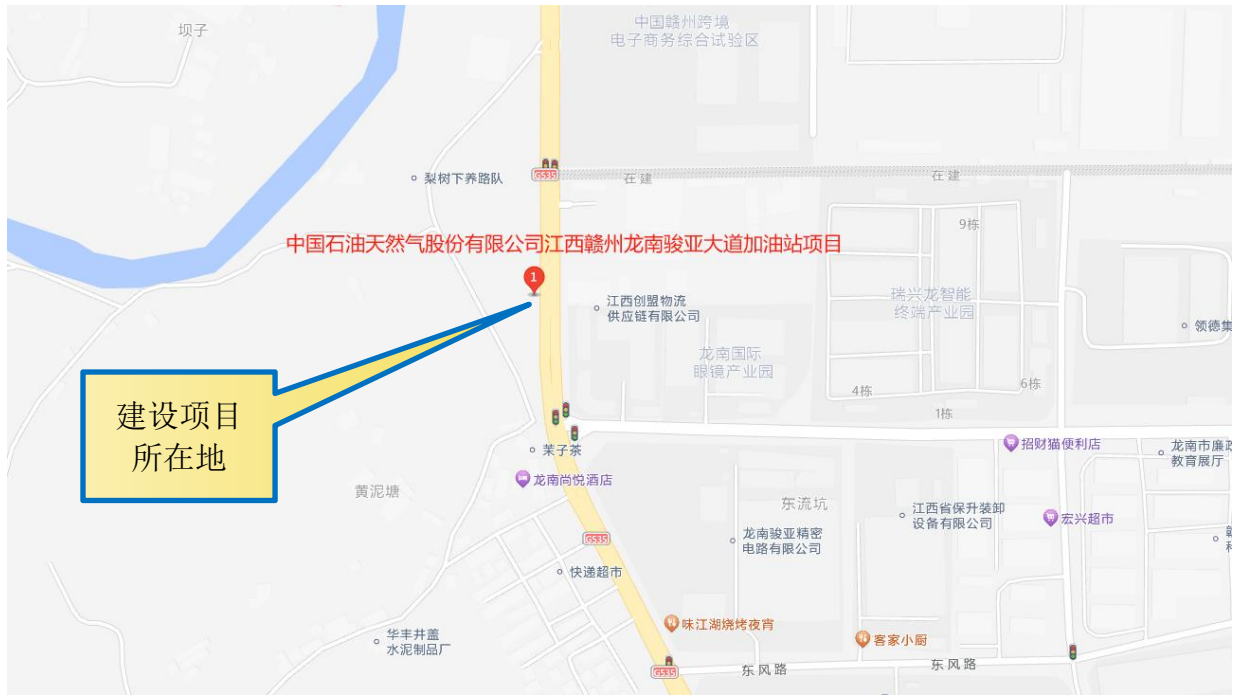 坝子
中国赣州跨境
电子商务综合试验区
梨树下养路队
G535
在建
在建
9栋
中国石油天然气股份有限公司江西赣州龙南骏亚大道加油站项目
1
江西创盟物流
供应链有限公司
瑞兴龙智能
终端产业园
领德集
龙南国际
眼镜产业园
4栋
6栋
1栋
建设项目
所在地
茉子茶
招财猫便利店
龙南市廉政
教育展厅
龙南尚悦酒店
黄泥塘
东流坑
江西省保升装卸
设备有限公司
宏兴超市
G535
龙南骏亚精密
电路有限公司
快递超市
味江湖烧烤夜宵
华丰井盖
水泥制品厂
客家小厨
G535
东风路
东风路